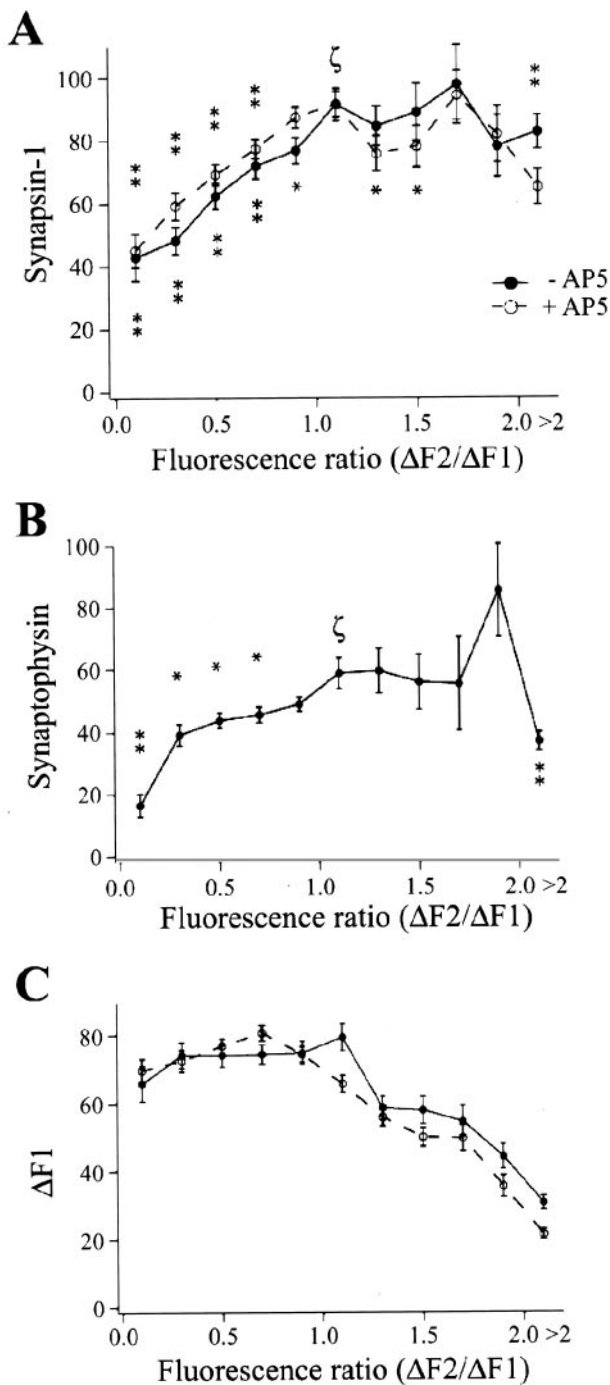 A
ζ
* * * * * * * *
* *
100
80
60
40
20
0
Synapsin-1
* * * * * * * * * * *
- AP5
+ AP5
0.0 0.5 1.0 1.5 2.0 >2
Fluorescence ratio (ΔF2/ΔF1)
B
100
80
60
40
20
0
Synaptophysin
ζ
* * * * *
* *
0.0 0.5 1.0 1.5 2.0 >2
Fluorescence ratio (ΔF2/ΔF1)
C
80
60
40
20
0
ΔF1
0.0 0.5 1.0 1.5 2.0 >2
Fluorescence ratio (ΔF2/ΔF1)